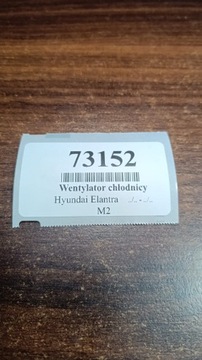 73152
Wentylator chłodnicy
Hyundai Elantra
M2